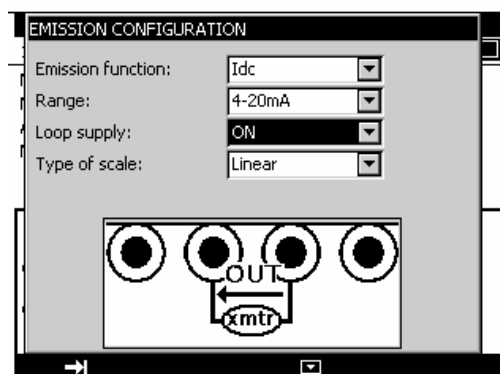 EMISSION CONFIGURATION
Emission function: Idc
Range: 4-20mA
Loop supply: ON
Type of scale: Linear
OUT
xmtr